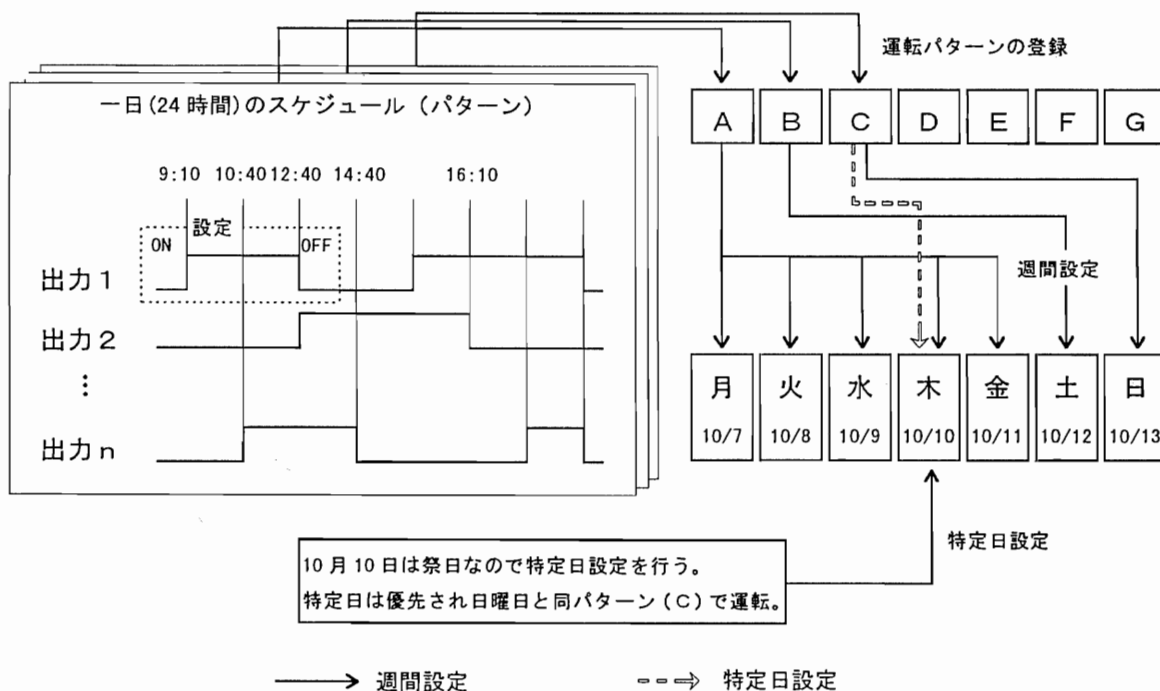 運転パターンの登録
一日(24時間)のスケジュール（パターン）
A B C D E F G
9:10 10:40 12:40 14:40 16:10
設定
ON OFF
出力1
出力2
⋮
出力n
週間設定
月 火 水 木 金 土 日
10/7 10/8 10/9 10/10 10/11 10/12 10/13
特定日設定
10月10日は祭日なので特定日設定を行う。
特定日は優先され日曜日と同パターン(C)で運転。
週間設定 特定日設定